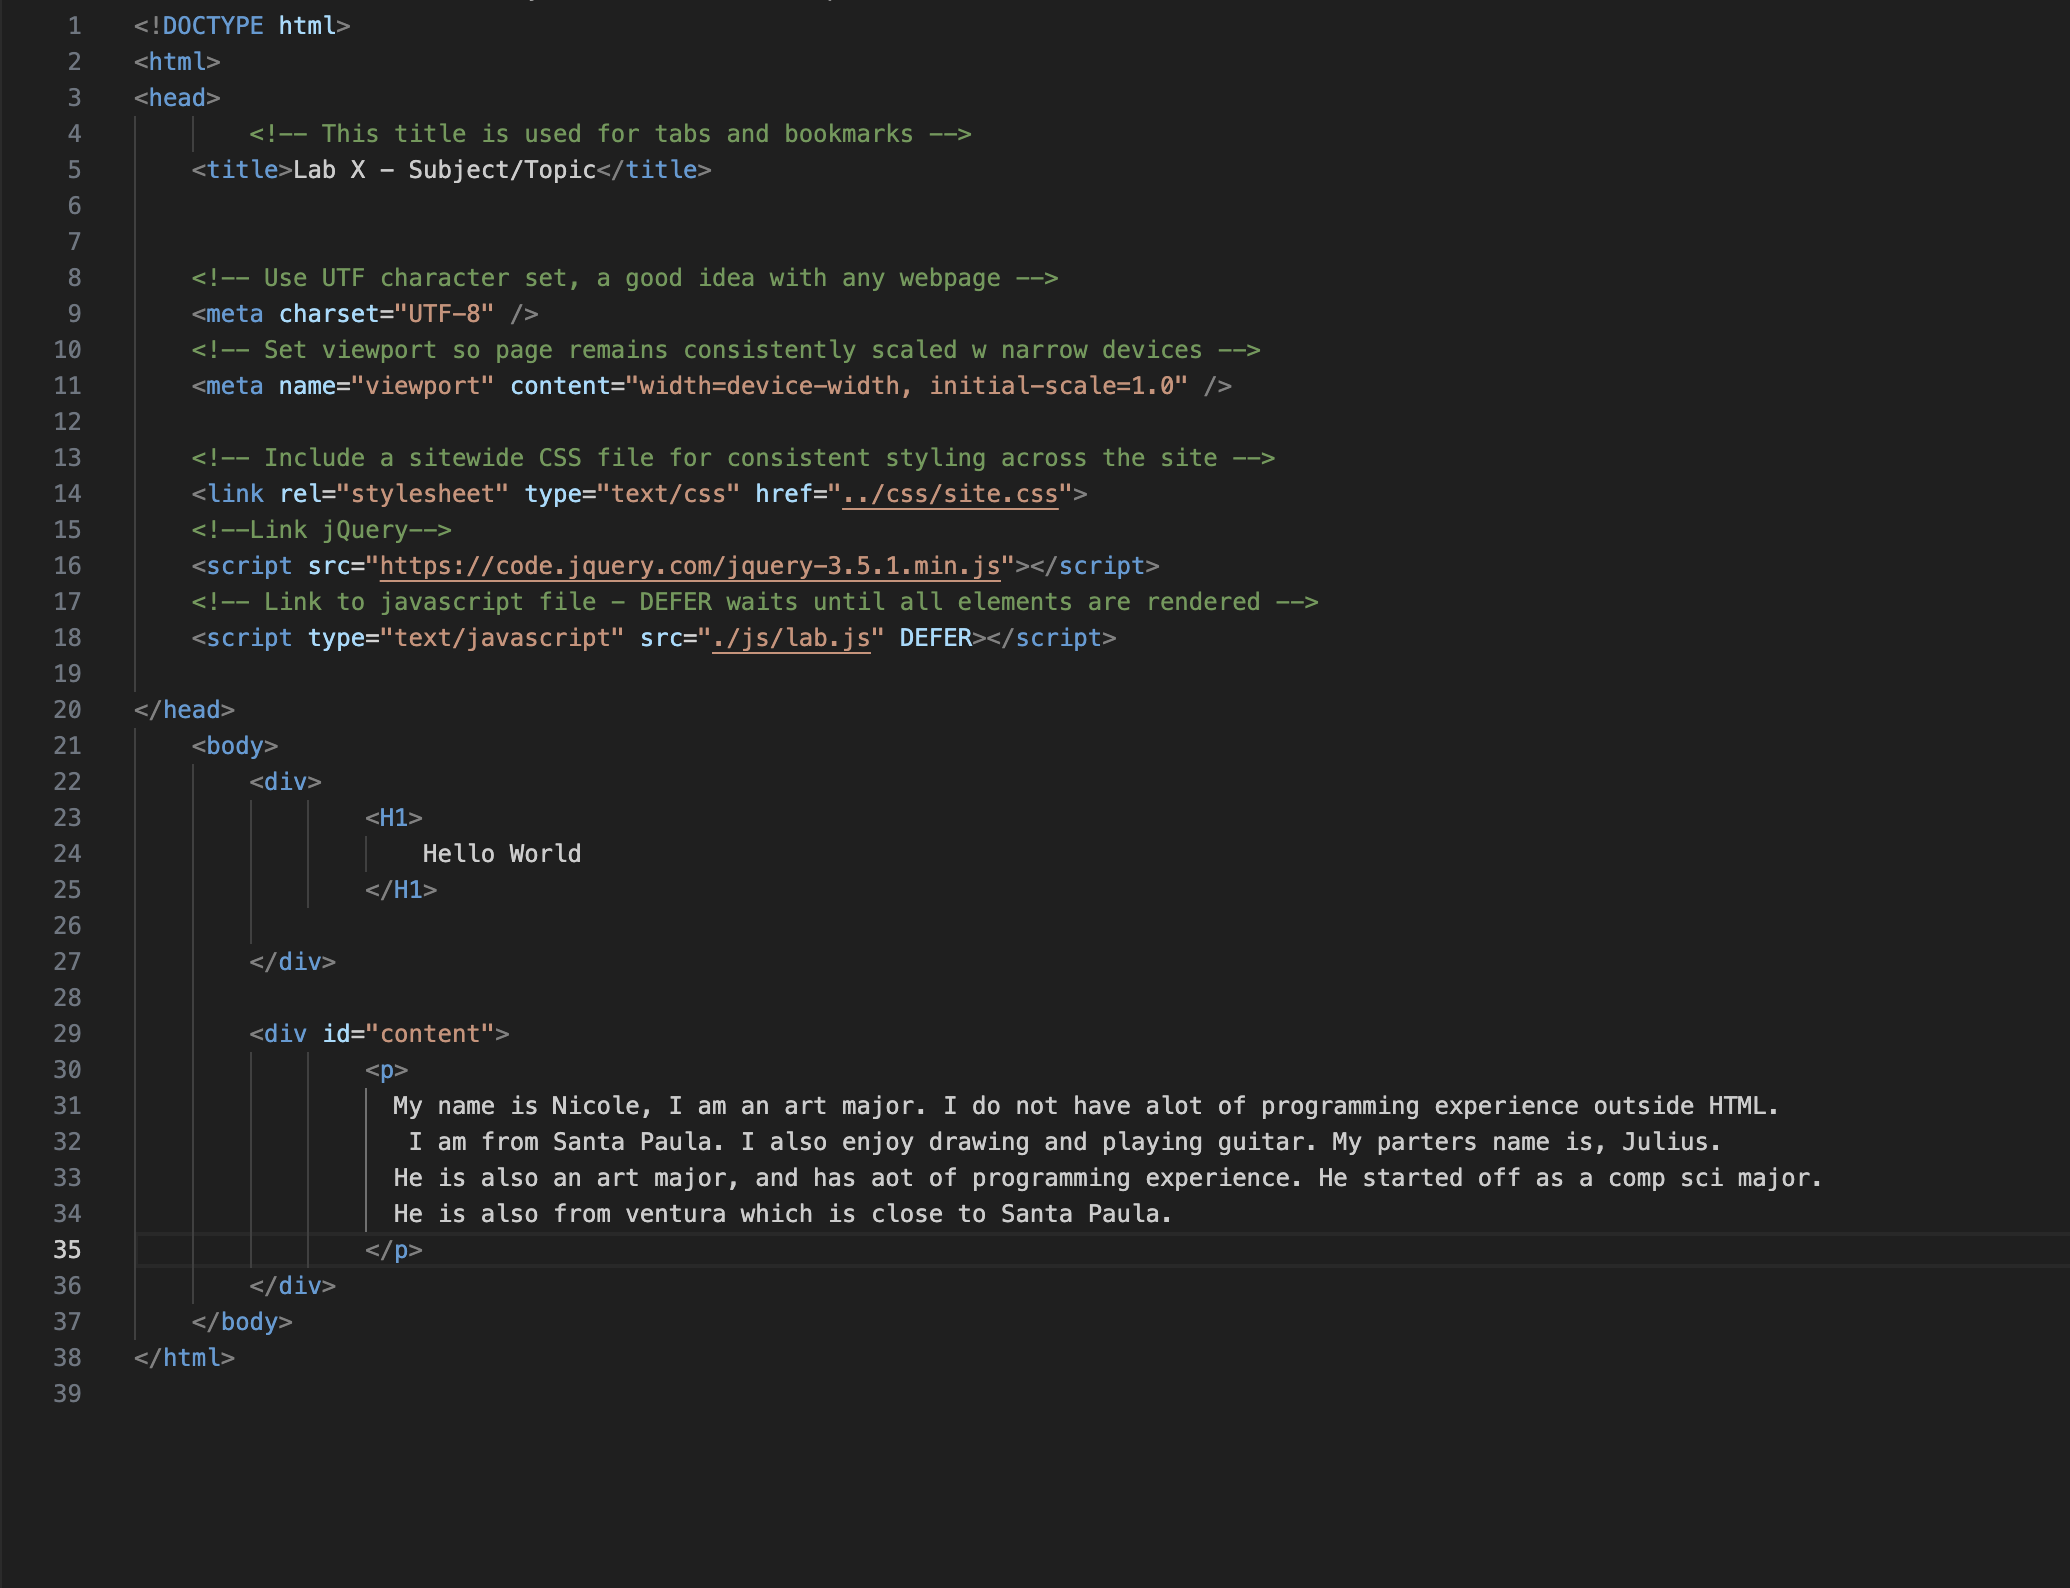 1 <!DOCTYPE html>
2 <html>
3 <head>
4 <!-- This title is used for tabs and bookmarks -->
5 <title>Lab X - Subject/Topic</title>
6
7
8 <!-- Use UTF character set, a good idea with any webpage -->
9 <meta charset="UTF-8" />
10 <!-- Set viewport so page remains consistently scaled w narrow devices -->
11 <meta name="viewport" content="width=device-width, initial-scale=1.0" />
12
13 <!-- Include a sitewide CSS file for consistent styling across the site -->
14 <link rel="stylesheet" type="text/css" href="../css/site.css">
15 <!--Link jQuery-->
16 <script src="https://code.jquery.com/jquery-3.5.1.min.js"></script>
17 <!-- Link to javascript file - DEFER waits until all elements are rendered -->
18 <script type="text/javascript" src="./js/lab.js" DEFER></script>
19
20 </head>
21 <body>
22 <div>
23 <H1>
24 Hello World
25 </H1>
26
27 </div>
28
29 <div id="content">
30 <p>
31 My name is Nicole, I am an art major. I do not have alot of programming experience outside HTML.
32 I am from Santa Paula. I also enjoy drawing and playing guitar. My parters name is, Julius.
33 He is also an art major, and has aot of programming experience. He started off as a comp sci major.
34 He is also from ventura which is close to Santa Paula.
35 </p>
36 </div>
37 </body>
38 </html>
39